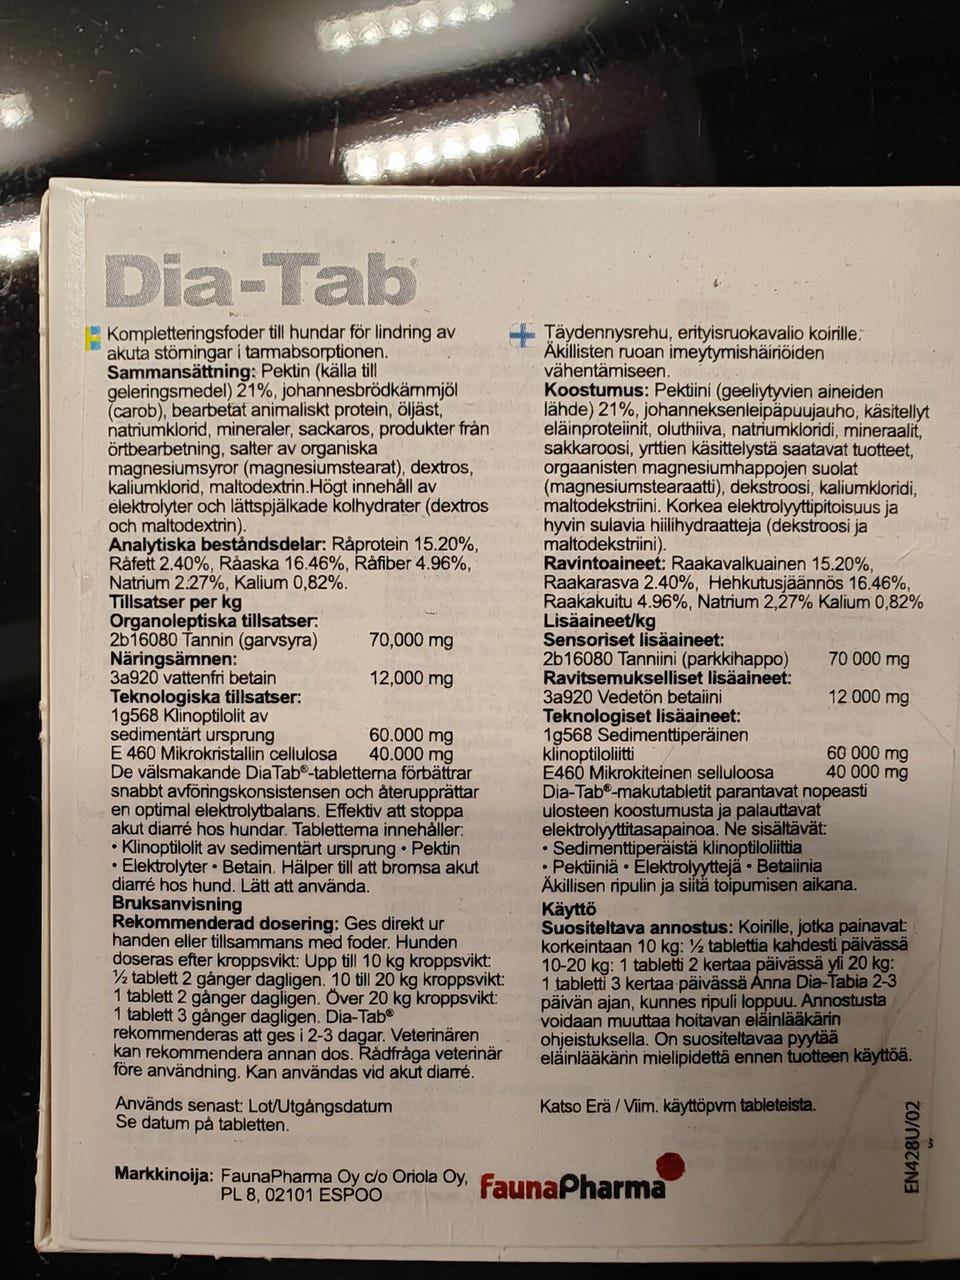 Dia-Tab®
Kompletteringsfoder till hundar för lindring av
akuta störningar i tarmabsorptionen.
Sammansättning: Pektin (källa till
geleringsmedel) 21%, johannesbrödkärnmjöl
(carob), bearbetat animaliskt protein, öljäst,
natriumklorid, mineraler, sackaros, produkter från
örtbearbetning, salter av organiska
magnesiumsyror (magnesiumstearat), dextros,
kaliumklorid, maltodextrin.Högt innehåll av
elektrolyter och lättspjälkade kolhydrater (dextros
och maltodextrin).
Analytiska beståndsdelar: Råprotein 15.20%,
Råfett 2.40%, Råaska 16.46%, Råfiber 4.96%,
Natrium 2.27%, Kalium 0,82%.
Tillsatser per kg
Organoleptiska tillsatser:
2b16080 Tannin (garvsyra) 70,000 mg
Näringsämnen:
3a920 vattenfri betain 12,000 mg
Teknologiska tillsatser:
1g568 Klinoptilolit av
sedimentärt ursprung 60.000 mg
E 460 Mikrokristallin cellulosa 40.000 mg
De välsmakande DiaTab®-tabletterna förbättrar
snabbt avföringskonsistensen och återupprättar
en optimal elektrolytbalans. Effektiv att stoppa
akut diarré hos hundar. Tabletterna innehåller:
• Klinoptilolit av sedimentärt ursprung • Pektin
• Elektrolyter • Betain. Hälper till att bromsa akut
diarré hos hund. Lätt att använda.
Bruksanvisning
Rekommenderad dosering: Ges direkt ur
handen eller tillsammans med foder. Hunden
doseras efter kroppsvikt: Upp till 10 kg kroppsvikt:
½ tablett 2 gånger dagligen. 10 till 20 kg kroppsvikt:
1 tablett 2 gånger dagligen. Över 20 kg kroppsvikt:
1 tablett 3 gånger dagligen. Dia-Tab®
rekommenderas att ges i 2-3 dagar. Veterinären
kan rekommendera annan dos. Rådfråga veterinär
före användning. Kan användas vid akut diarré.
Används senast: Lot/Utgångsdatum
Se datum på tabletten.
Täydennysrehu, erityisruokavalio koirille:
Äkillisten ruoan imeytymishäiriöiden
vähentämiseen.
Koostumus: Pektiini (geeliytyvien aineiden
lähde) 21%, johanneksenleipäpuujauho, käsitellyt
eläinproteiinit, oluthiiva, natriumkloridi, mineraalit,
sakkaroosi, yrttien käsittelystä saatavat tuotteet,
orgaanisten magnesiumhappojen suolat
(magnesiumstearaatti), dekstroosi, kaliumkloridi,
maltodekstriini. Korkea elektrolyyttipitoisuus ja
hyvin sulavia hiilihydraatteja (dekstroosi ja
maltodekstriini).
Ravintoaineet: Raakavalkuainen 15.20%,
Raakarasva 2.40%, Hehkutusjäännös 16.46%,
Raakakuitu 4.96%, Natrium 2,27% Kalium 0,82%
Lisäaineet/kg
Sensoriset lisäaineet:
2b16080 Tanniini (parkkihappo) 70 000 mg
Ravitsemukselliset lisäaineet:
3a920 Vedetön betaiini 12 000 mg
Teknologiset lisäaineet:
1g568 Sedimenttiperäinen
klinoptiloliitti 60 000 mg
E460 Mikrokiteinen selluloosa 40 000 mg
Dia-Tab®-makutabletit parantavat nopeasti
ulosteen koostumusta ja palauttavat
elektrolyyttitasapainoa. Ne sisältävät:
• Sedimenttiperäistä klinoptiloliittia
• Pektiiniä • Elektrolyyttejä • Betaiinia
Äkillisen ripulin ja siitä toipumisen aikana.
Käyttö
Suositeltava annostus: Koirille, jotka painavat:
korkeintaan 10 kg: ½ tablettia kahdesti päivässä
10-20 kg: 1 tabletti 2 kertaa päivässä yli 20 kg:
1 tabletti 3 kertaa päivässä Anna Dia-Tabia 2-3
päivän ajan, kunnes ripuli loppuu. Annostusta
voidaan muuttaa hoitavan eläinlääkärin
ohjeistuksella. On suositeltavaa pyytää
eläinlääkärin mielipidettä ennen tuotteen käyttöä.
Katso Erä / Viim. käyttöpvm tableteista.
Markkinoija: FaunaPharma Oy c/o Oriola Oy,
PL 8, 02101 ESPOO
faunaPharma
EN428U/02